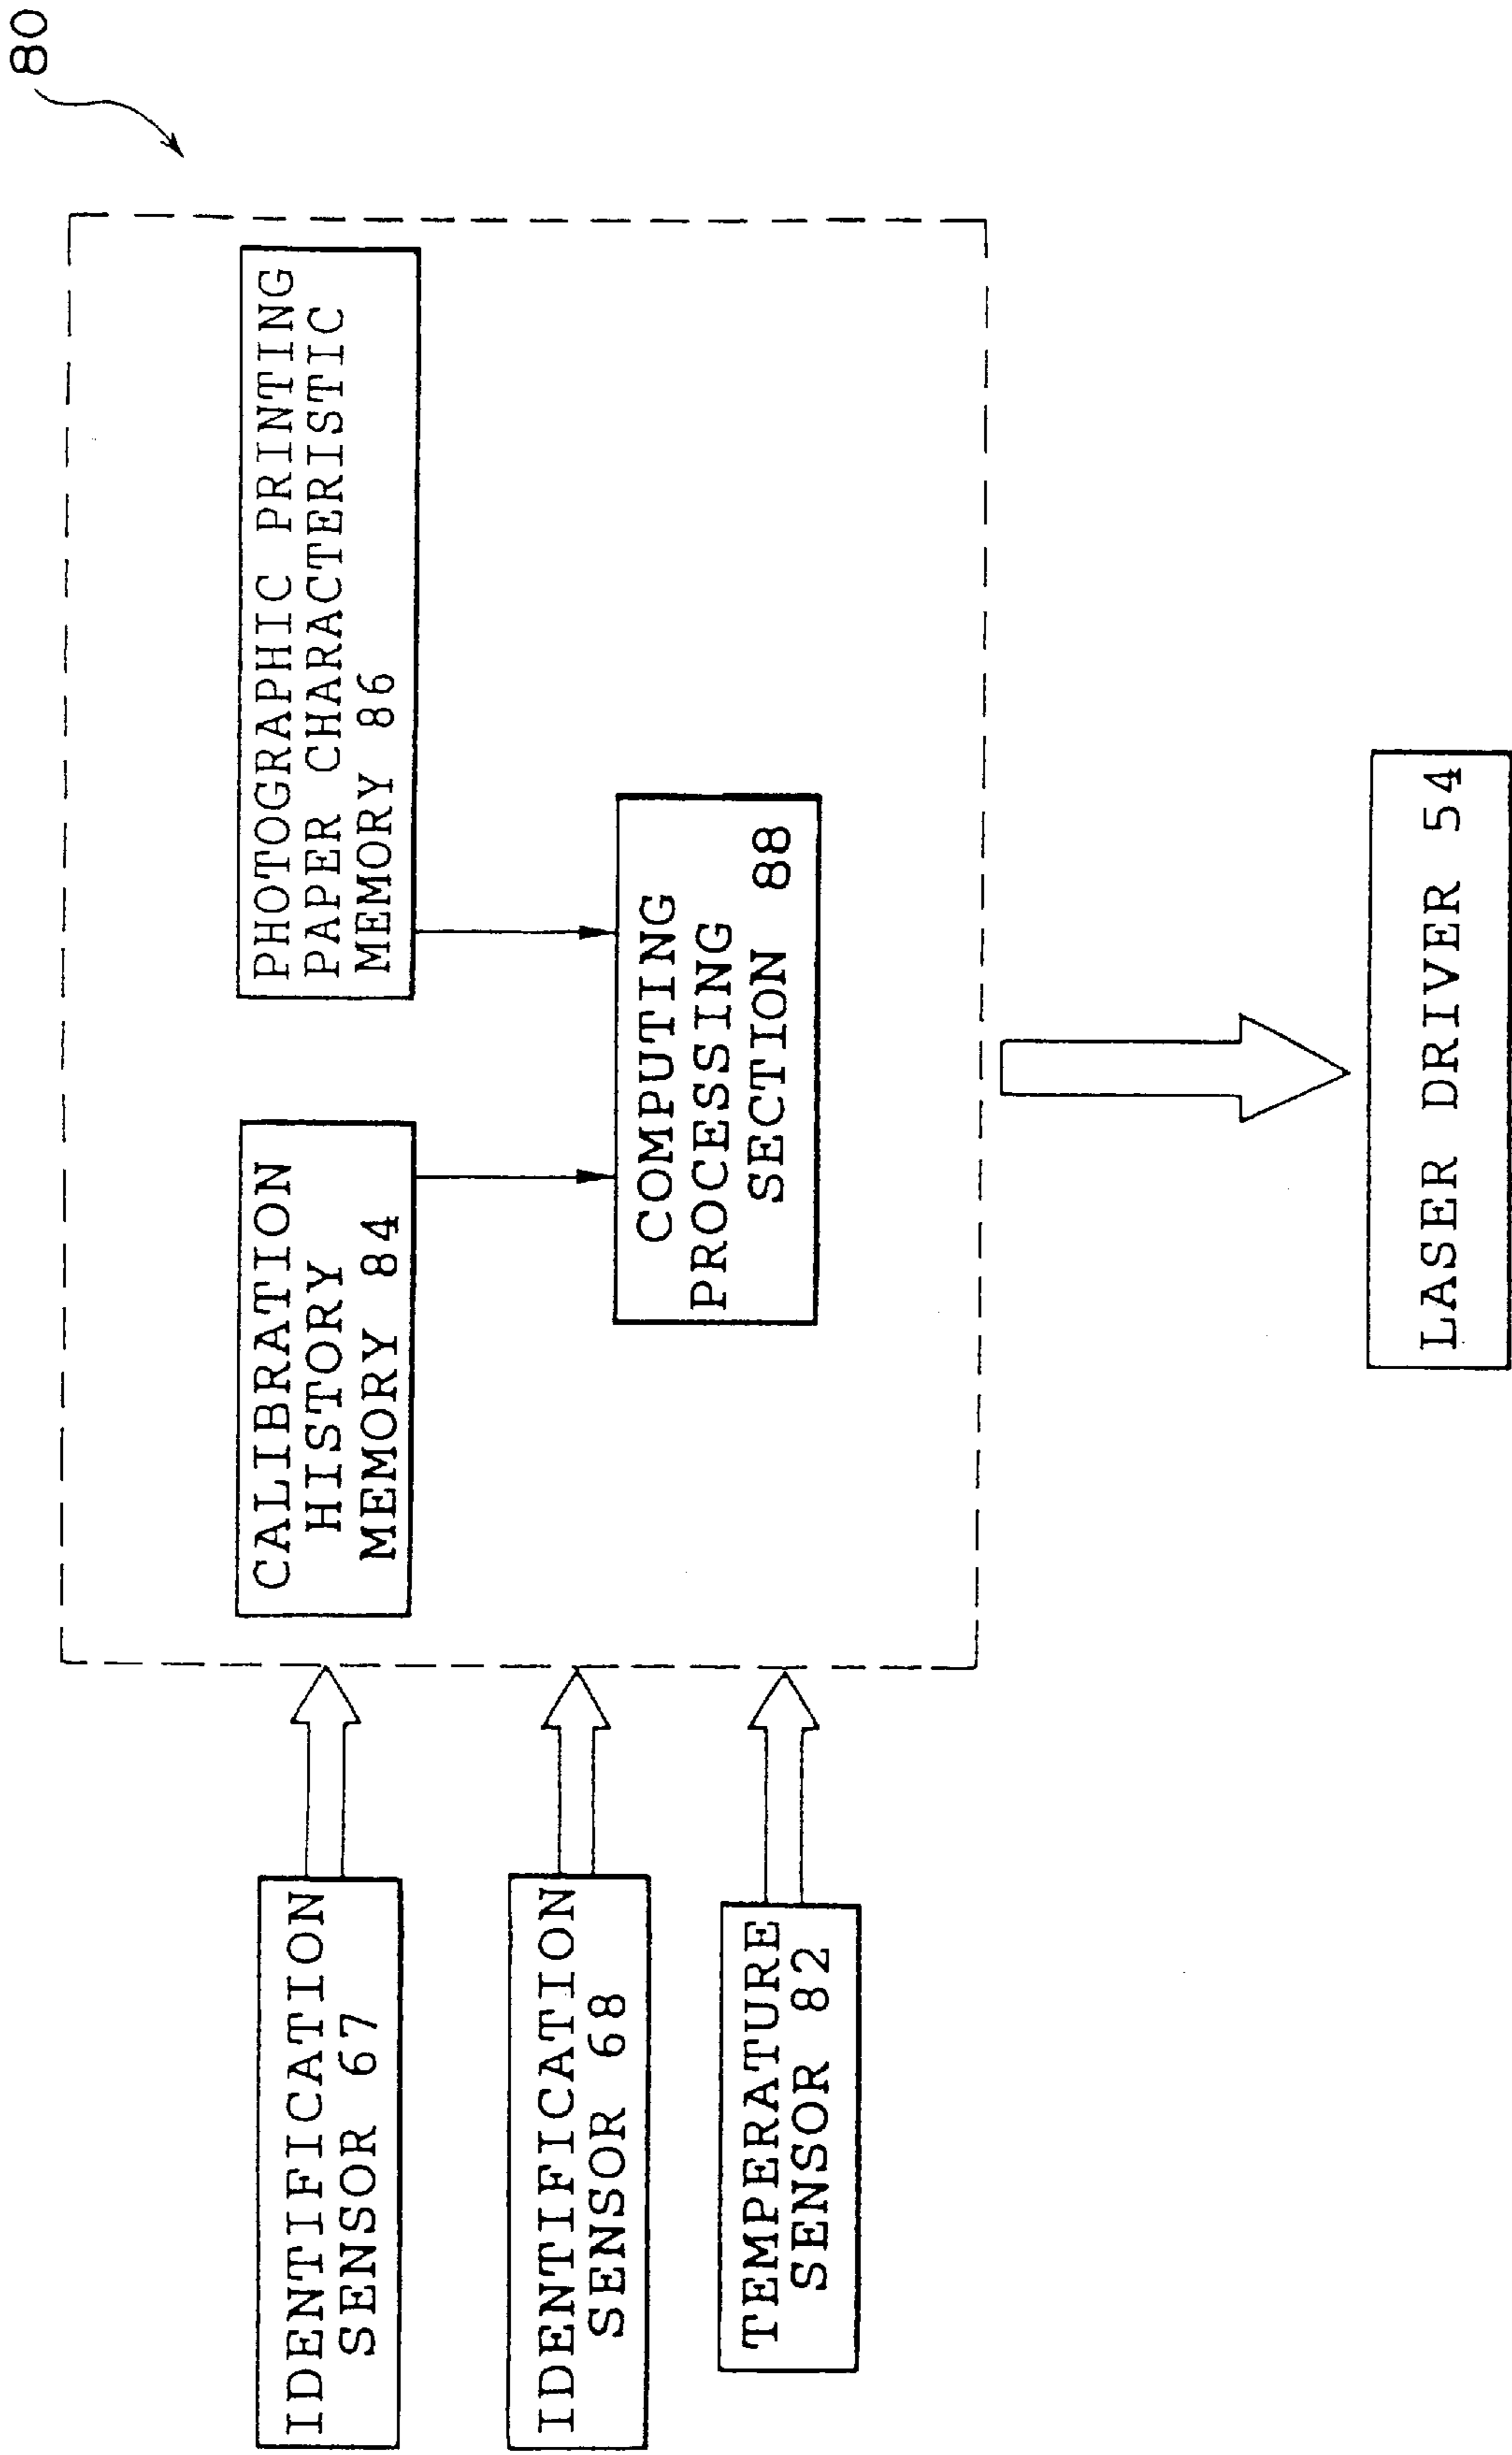 80
IDENTIFICATION
SENSOR 67
IDENTIFICATION
SENSOR 68
TEMPERATURE
SENSOR 82
CALIBRATION
HISTORY
MEMORY 84
PHOTOGRAPHIC PRINTING
PAPER CHARACTERISTIC
MEMORY 86
COMPUTING
PROCESSING
SECTION 88
LASER DRIVER 54